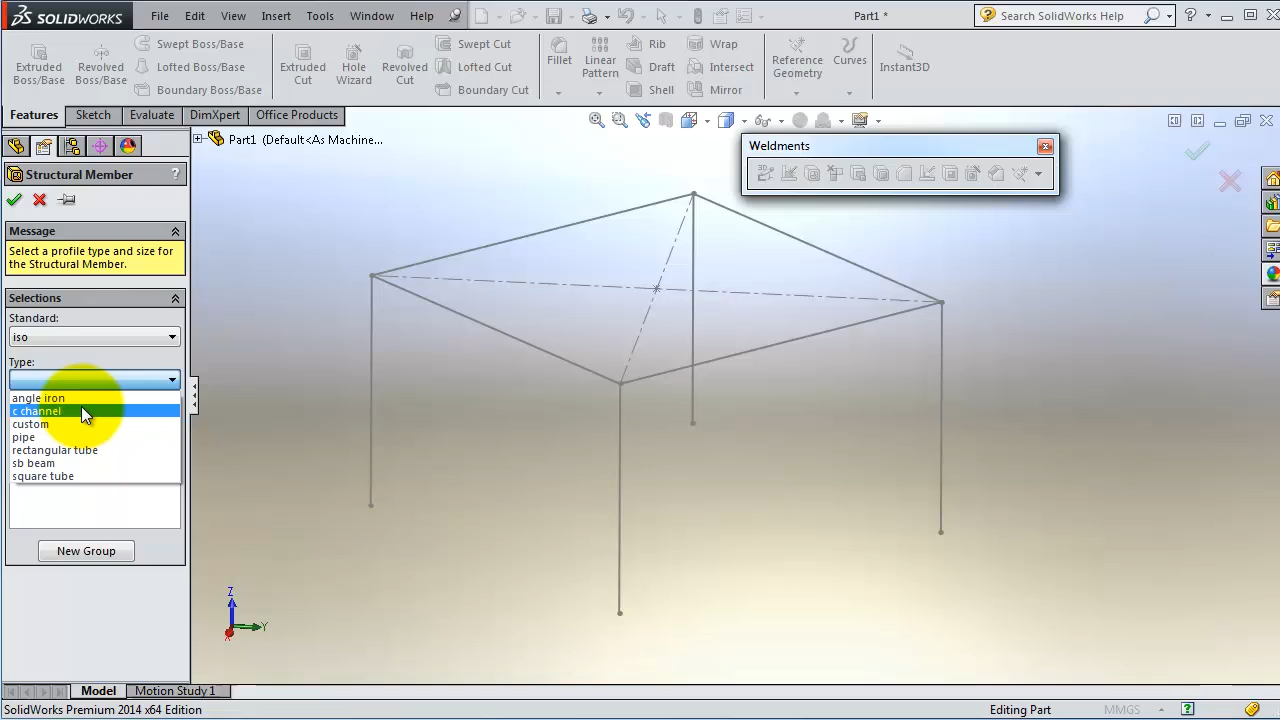 SOLIDWORKS File Edit View Insert Tools Window Help Part1 * Search SolidWorks Help
Extruded Boss/Base
Revolved Boss/Base
Swept Boss/Base
Lofted Boss/Base
Boundary Boss/Base
Extruded Cut
Hole Wizard
Revolved Cut
Swept Cut
Lofted Cut
Boundary Cut
Fillet
Linear Pattern
Rib
Draft
Shell
Wrap
Intersect
Mirror
Reference Geometry
Curves
Instant3D
Features Sketch Evaluate DimXpert Office Products
Part1 (Default<As Machine...
Weldments
3D
Structural Member ?
Message
Select a profile type and size for
the Structural Member.
Selections
Standard:
iso
Type:
angle iron
c channel
custom
pipe
rectangular tube
sb beam
square tube
New Group
Z
Y
X
Model Motion Study 1
SolidWorks Premium 2014 x64 Edition Editing Part MMGS ?